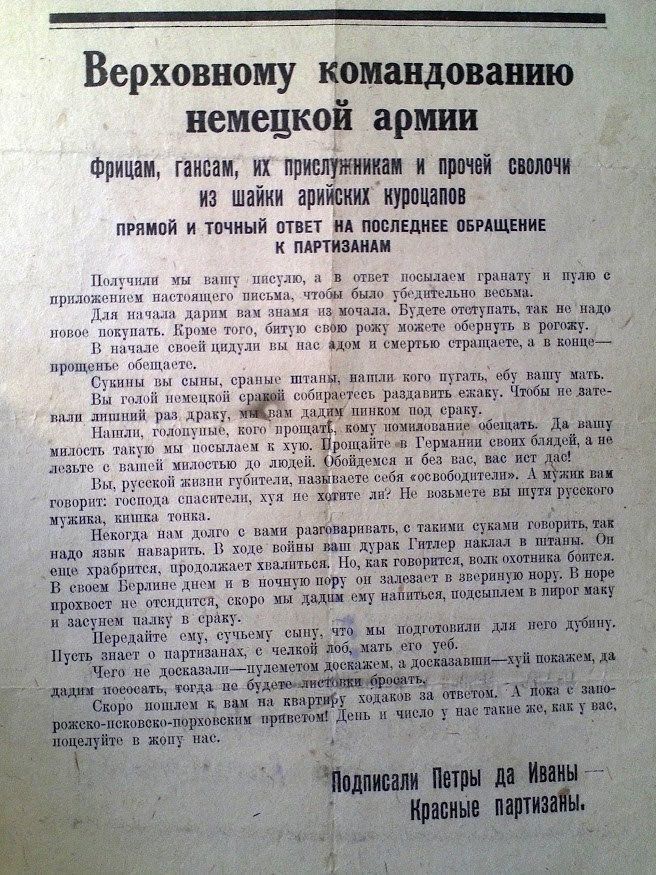 Верховному командованию
немецкой армии
Фрицам, гансам, их прислужникам и прочей сволочи
из шайки арийских куроцапов
ПРЯМОЙ И ТОЧНЫЙ ОТВЕТ НА ПОСЛЕДНЕЕ ОБРАЩЕНИЕ
К ПАРТИЗАНАМ
Получили мы вашу писулю, а в ответ посылаем гранату и пулю с
приложением настоящего письма, чтобы было убедительно весьма.
Для начала дарим вам знамя из мочала. Будете отступать, так не надо
новое покупать. Кроме того, битую свою рожу можете обернуть в рогожу.
В начале своей цидули вы нас адом и смертью стращаете, а в конце—
прощенье обещаете.
Сукины вы сыны, сраные штаны, нашли кого пугать, ебу вашу мать.
Вы голой немецкой сракой собираетесь раздавить ежаку. Чтобы не зате-
вали лишний раз драку, мы вам дадим пинком под сраку.
Нашли, голопупые, кого прощать, кому помилование обещать. Да вашу
милость такую мы посылаем к хую. Прощайте в Германии своих блядей, а не
лезьте с вашей милостью до людей. Обойдемся и без вас, вас ист дас!
Вы, русской жизни губители, называете себя «освободители». А мужик вам
говорит: господа спасители, хуя не хотите ли? Не возьмете вы шутя русского
мужика, кишка тонка.
Некогда нам долго с вами разговаривать, с такими суками говорить, так
надо язык наварить. В ходе войны ваш дурак Гитлер наклал в штаны. Он
еще храбрится, продолжает хвалиться. Но, как говорится, волк охотника боится.
В своем Берлине днем и в ночную пору он залезает в звериную нору. В норе
прохвост не отсидится, скоро мы дадим ему напиться, подсыплем в пирог маку
и засунем палку в сраку.
Передайте ему, сучьему сыну, что мы подготовили для него дубину.
Пусть знает о партизанах, с челкой лоб, мать его уеб.
Чего не досказали—пулеметом доскажем, а досказавши—хуй покажем, да
дадим пососать, тогда не будете листовки бросать.
Скоро пошлем к вам на квартиру ходаков за ответом. А пока с запо-
рожско-псковско-порховским приветом! День и число у нас такие же, как у вас,
поцелуйте в жопу нас.
Подписали Петры да Иваны—
Красные партизаны.